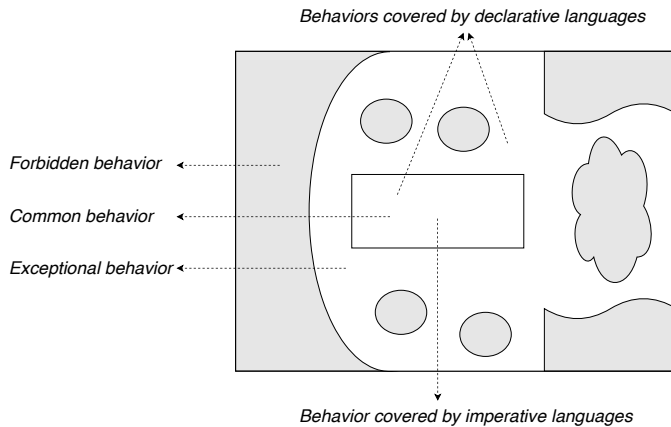 Behaviors covered by declarative languages
Forbidden behavior
Common behavior
Exceptional behavior
Behavior covered by imperative languages